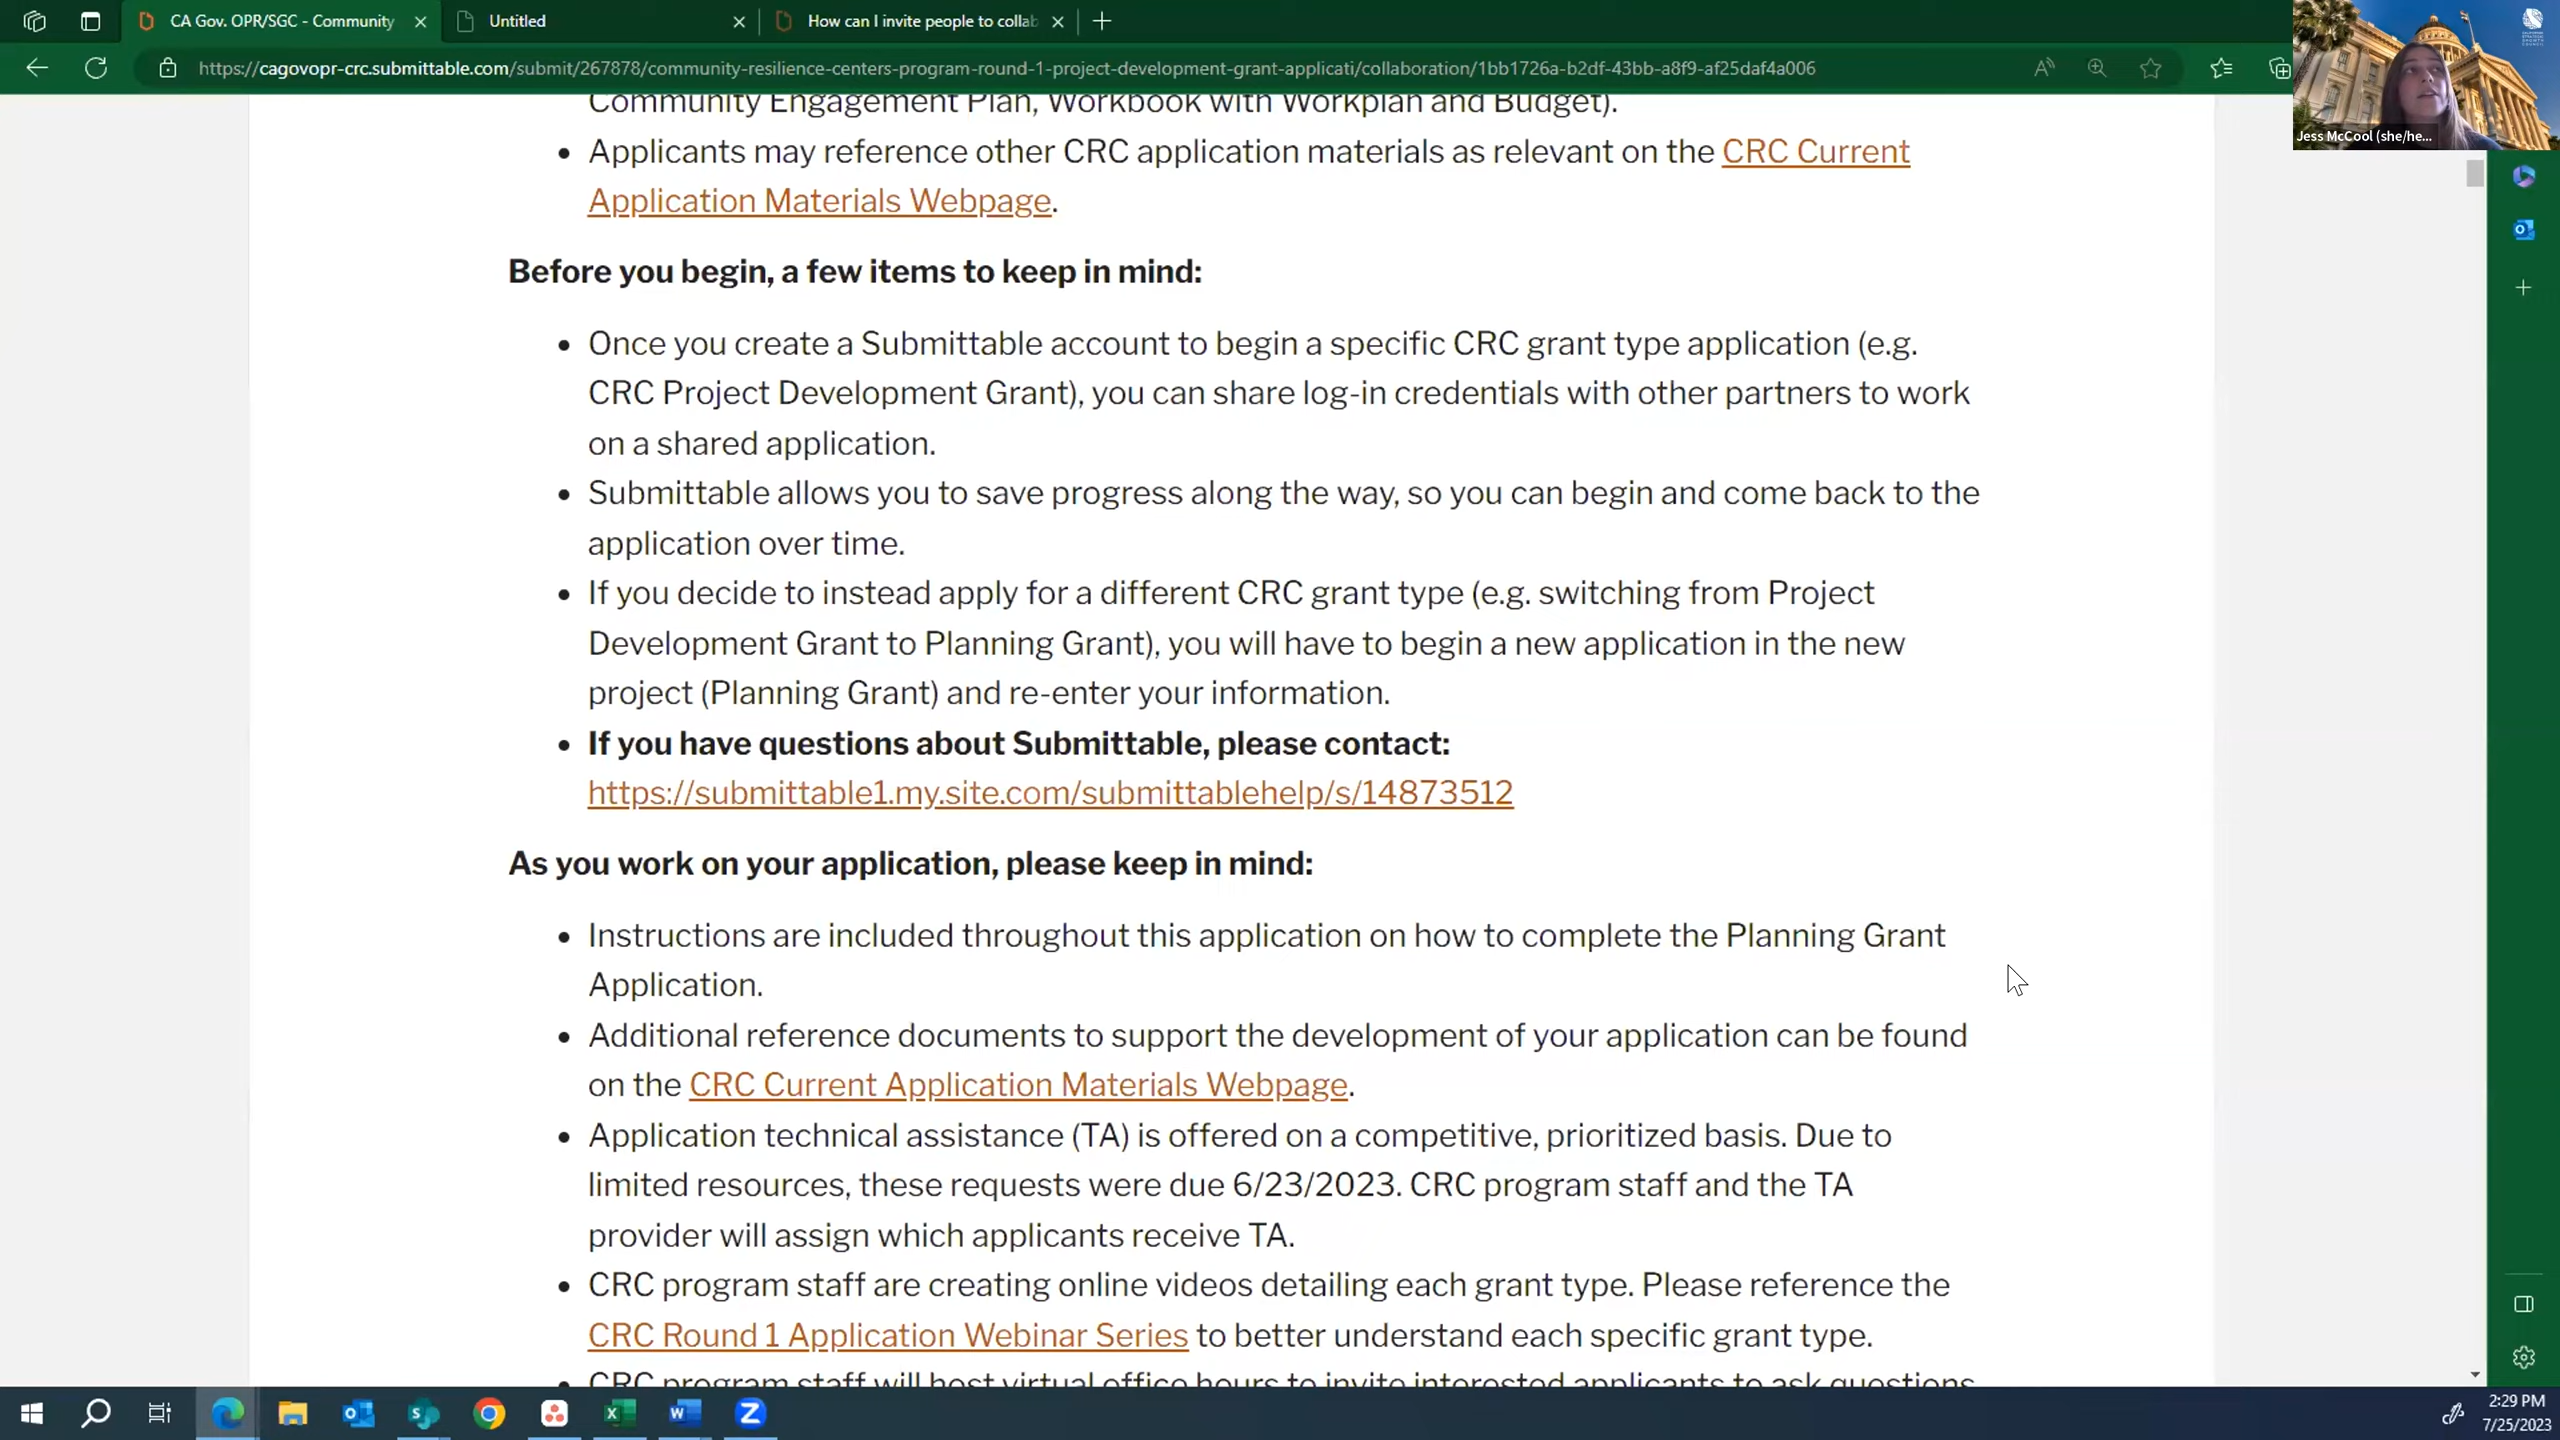 CA Gov. OPR/SGC - Community
Untitled
How can I invite people to collab
https://cagovopr-crc.submittable.com/submit/267878/community-resilience-centers-program-round-1-project-development-grant-applicati/collaboration/1bb1726a-b2df-43bb-a8f9-af25daf4a006
Jess McCool (she/he...
Community Engagement Plan, Workbook with Workplan and Budget).
• Applicants may reference other CRC application materials as relevant on the CRC Current
Application Materials Webpage.
Before you begin, a few items to keep in mind:
• Once you create a Submittable account to begin a specific CRC grant type application (e.g.
CRC Project Development Grant), you can share log-in credentials with other partners to work
on a shared application.
• Submittable allows you to save progress along the way, so you can begin and come back to the
application over time.
• If you decide to instead apply for a different CRC grant type (e.g. switching from Project
Development Grant to Planning Grant), you will have to begin a new application in the new
project (Planning Grant) and re-enter your information.
• If you have questions about Submittable, please contact:
https://submittable1.my.site.com/submittablehelp/s/14873512
As you work on your application, please keep in mind:
• Instructions are included throughout this application on how to complete the Planning Grant
Application.
• Additional reference documents to support the development of your application can be found
on the CRC Current Application Materials Webpage.
• Application technical assistance (TA) is offered on a competitive, prioritized basis. Due to
limited resources, these requests were due 6/23/2023. CRC program staff and the TA
provider will assign which applicants receive TA.
• CRC program staff are creating online videos detailing each grant type. Please reference the
CRC Round 1 Application Webinar Series to better understand each specific grant type.
• CRC program staff will host virtual office hours to invite interested applicants to ask questions
2:29 PM
7/25/2023